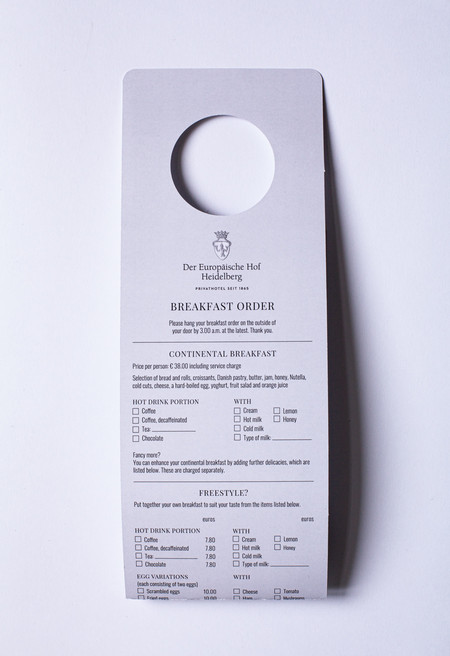 Der Europäische Hof
Heidelberg
PRIVATHOTEL SEIT 1865
BREAKFAST ORDER
Please hang your breakfast order on the outside of
your door by 3.00 a.m. at the latest. Thank you.
CONTINENTAL BREAKFAST
Price per person: € 38.00 including service charge
Selection of bread and rolls, croissants, Danish pastry, butter, jam, honey, Nutella,
cold cuts, cheese, a hard-boiled egg, yoghurt, fruit salad and orange juice
HOT DRINK PORTION WITH
Coffee Cream Lemon
Coffee, decaffeinated Hot milk Honey
Tea: Cold milk
Chocolate Type of milk:
Fancy more?
You can enhance your continental breakfast by adding further delicacies, which are
listed below. These are charged separately.
FREESTYLE?
Put together your own breakfast to suit your taste from the items listed below.
euros euros
HOT DRINK PORTION WITH
Coffee 7.80 Cream Lemon
Coffee, decaffeinated 7.80 Hot milk Honey
Tea: 7.80 Cold milk
Chocolate 7.80 Type of milk:
EGG VARIATIONS WITH
(each consisting of two eggs)
Scrambled eggs 10.00 Cheese Tomato
Fried eggs 10.00 Ham Mushrooms